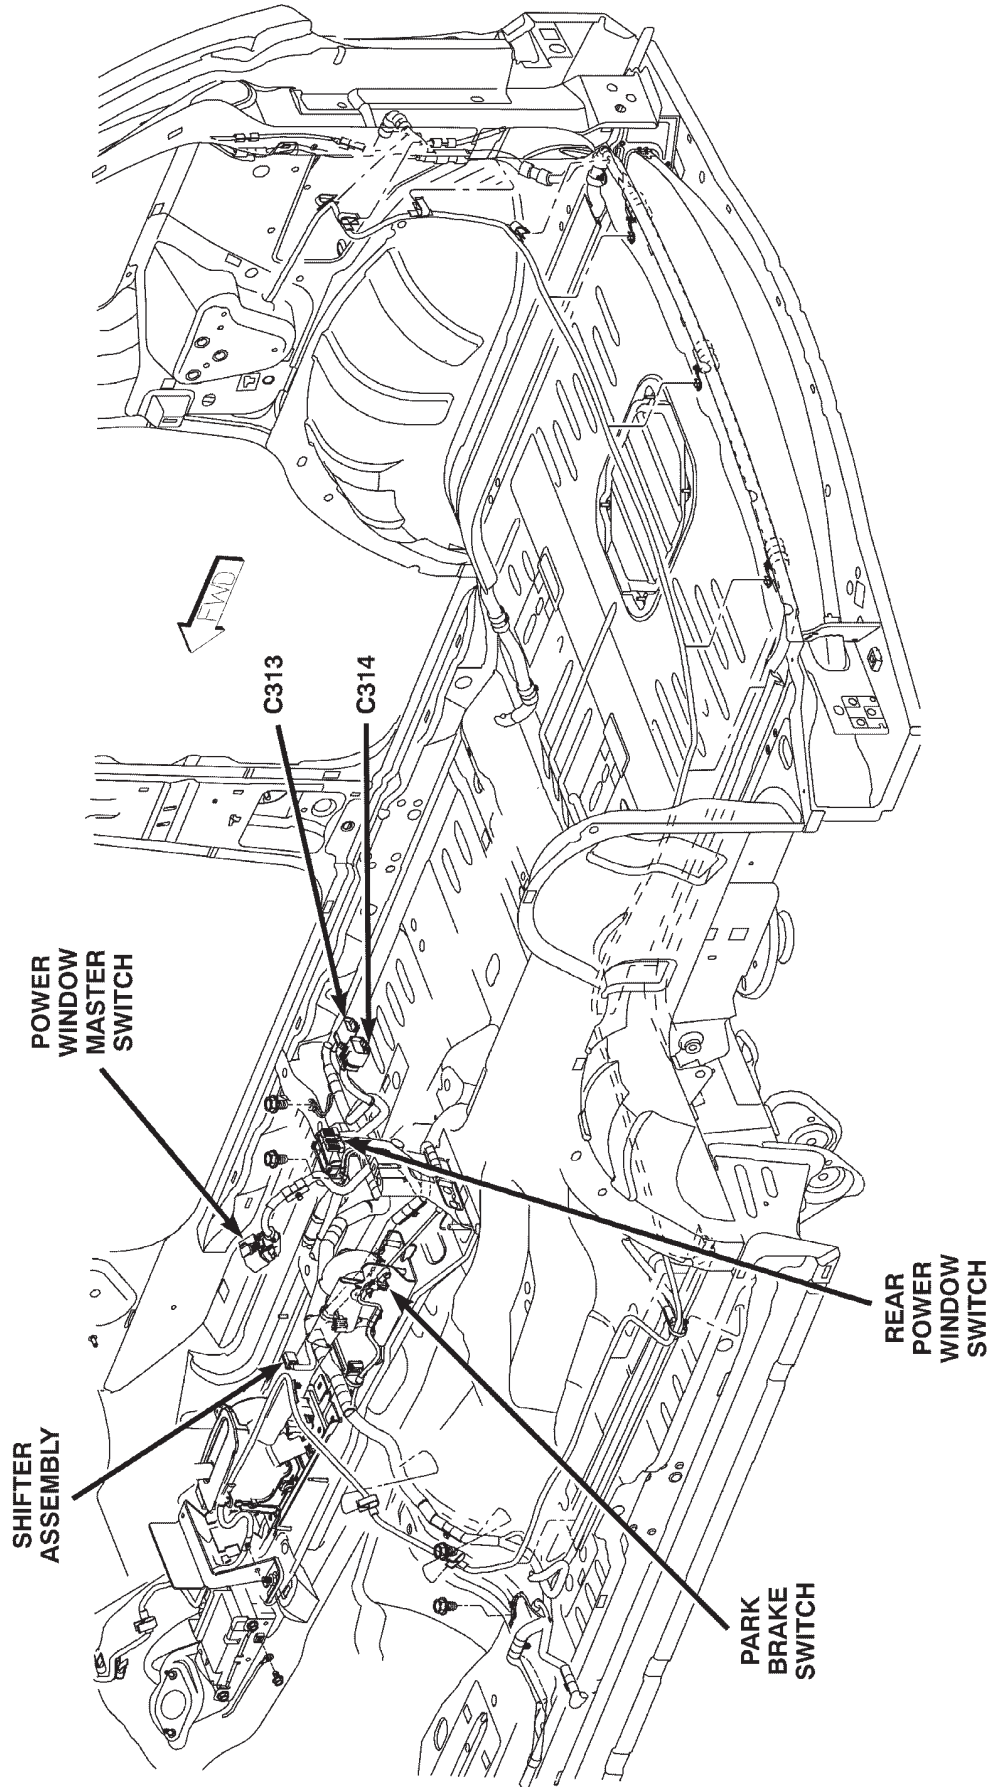 SHIFTER
ASSEMBLY
POWER
WINDOW
MASTER
SWITCH
C313
C314
FWD
PARK
BRAKE
SWITCH
REAR
POWER
WINDOW
SWITCH